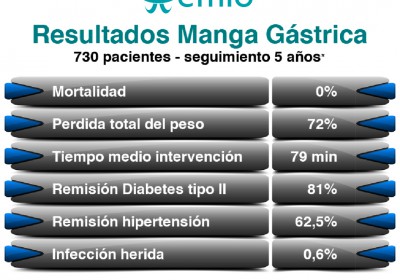 emio
Resultados Manga Gástrica
730 pacientes - seguimiento 5 años*
Mortalidad 0%
Perdida total del peso 72%
Tiempo medio intervención 79 min
Remisión Diabetes tipo II 81%
Remisión hipertensión 62,5%
Infección herida 0,6%